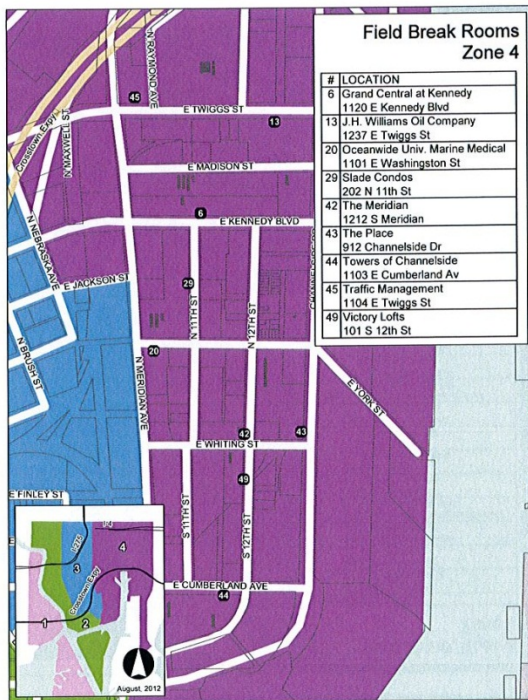 Field Break Rooms
Zone 4
# LOCATION
6 Grand Central at Kennedy
1120 E Kennedy Blvd
13 J.H. Williams Oil Company
1237 E Twiggs St
20 Oceanwide Univ. Marine Medical
1101 E Washingston St
29 Slade Condos
202 N 11th St
42 The Meridian
1212 S Meridian
43 The Place
912 Channelside Dr
44 Towers of Channelside
1103 E Cumberland Av
45 Traffic Management
1104 E Twiggs St
49 Victory Lofts
101 S 12th St
N RAYMOND AVE
45
E TWIGGS ST
13
Crosstown Expy
N MAXWELL ST
E MADISON ST
6
E KENNEDY BLVD
N NEBRASKA AVE
E JACKSON ST
29
N 11TH ST
N 12TH ST
N BRUSH ST
N MERIDIAN AVE
20
E YORK ST
42
43
E WHITING ST
49
E FINLEY ST
S 11TH ST
S 12TH ST
E CUMBERLAND AVE
44
I-4
I-275
4
3
Crosstown Expy
1
2
August, 2012